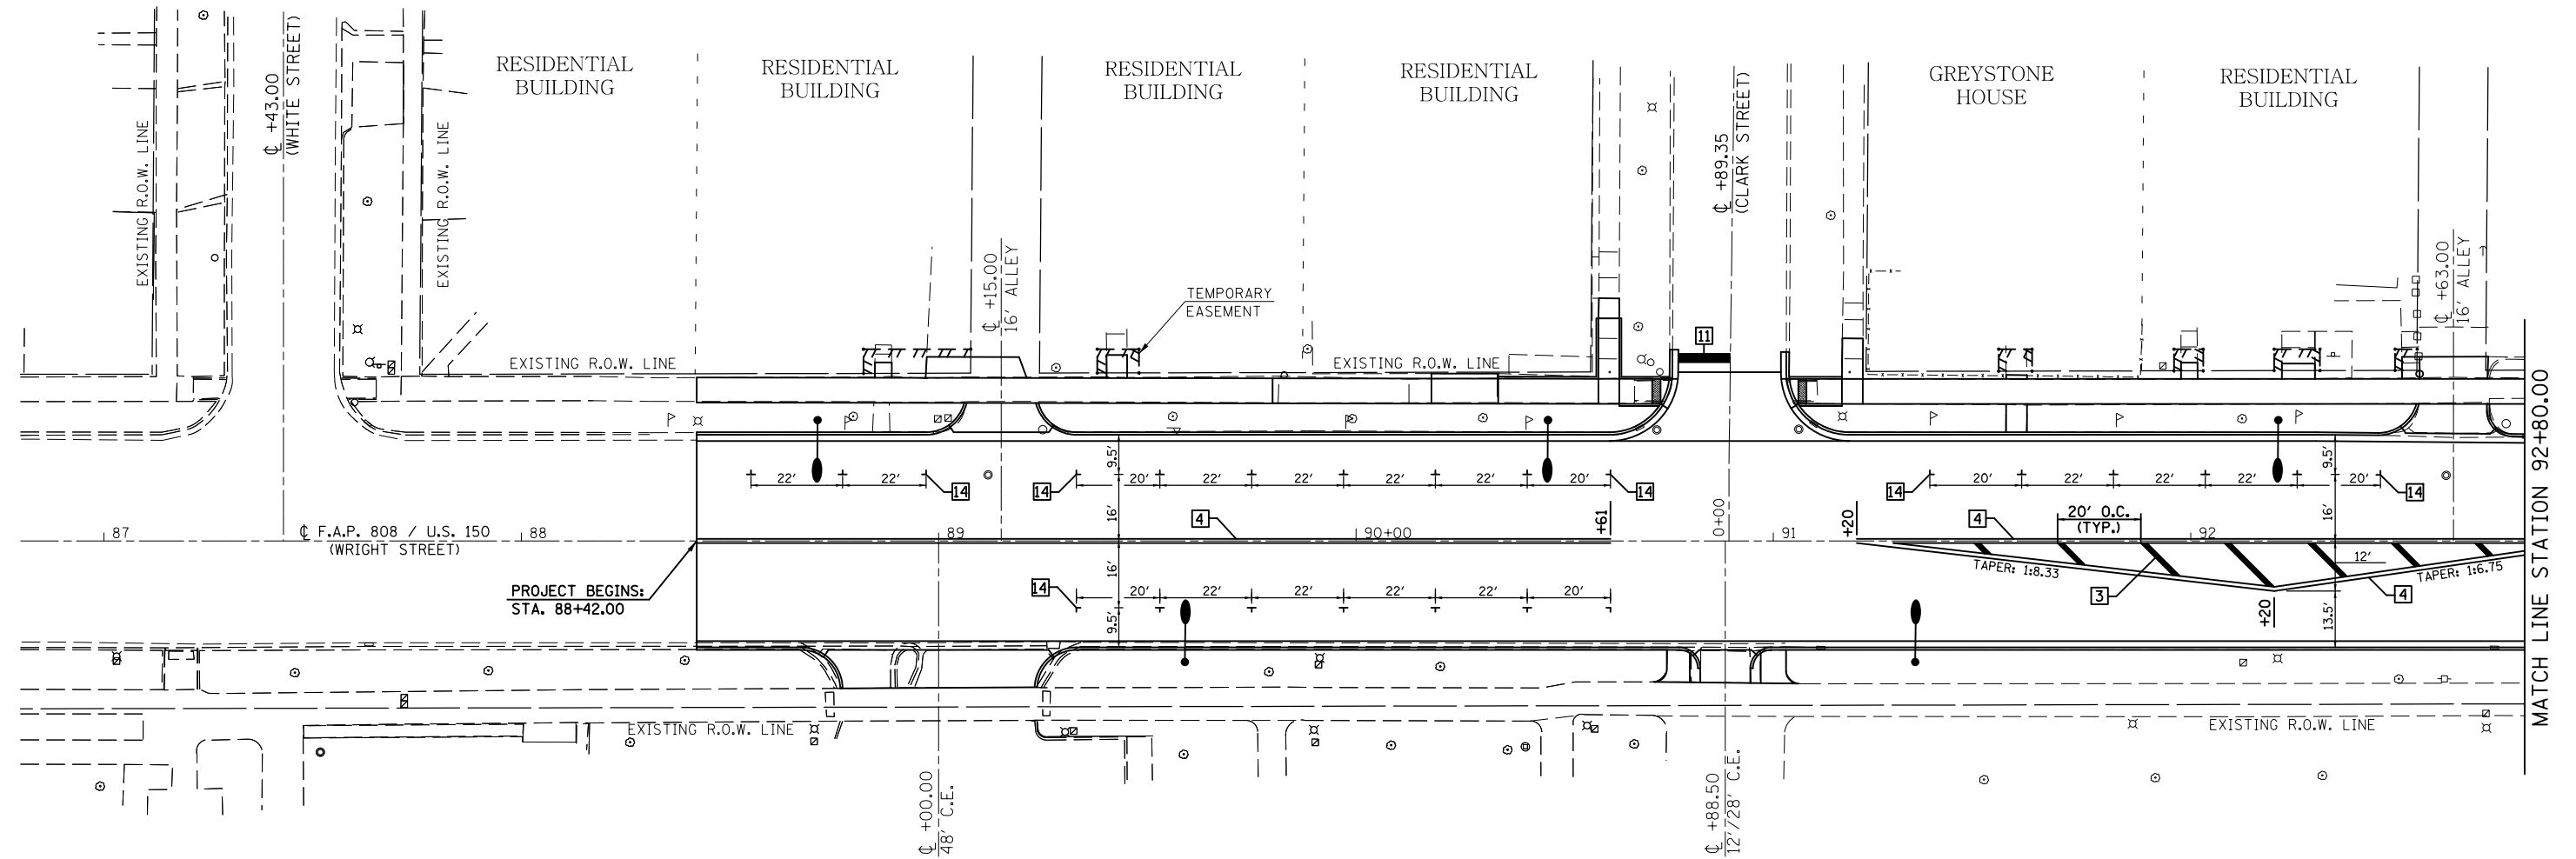 ₵ +43.00
(WHITE STREET)
EXISTING R.O.W. LINE
EXISTING R.O.W. LINE
RESIDENTIAL
BUILDING
RESIDENTIAL
BUILDING
RESIDENTIAL
BUILDING
RESIDENTIAL
BUILDING
GREYSTONE
HOUSE
RESIDENTIAL
BUILDING
℄ +89.35
(CLARK STREET)
℄ +15.00
16' ALLEY
℄ +63.00
16' ALLEY
TEMPORARY
EASEMENT
EXISTING R.O.W. LINE
EXISTING R.O.W. LINE
11
9.5'
22'
22'
14
14
20'
22'
22'
22'
22'
20'
14
14
20'
22'
22'
22'
20'
14
9.5'
16'
4
+61
0+00
+20
4
20' O.C.
(TYP.)
16'
87
℄ F.A.P. 808 / U.S. 150
(WRIGHT STREET)
88
89
90+00
91
92
PROJECT BEGINS:
STA. 88+42.00
16'
14
20'
22'
22'
22'
22'
20'
9.5'
TAPER: 1:8.33
12'
TAPER: 1:6.75
3
4
+20
13.5'
MATCH LINE STATION 92+80.00
EXISTING R.O.W. LINE
EXISTING R.O.W. LINE
℄ +00.00
48' C.E.
℄ +88.50
12'/28' C.E.